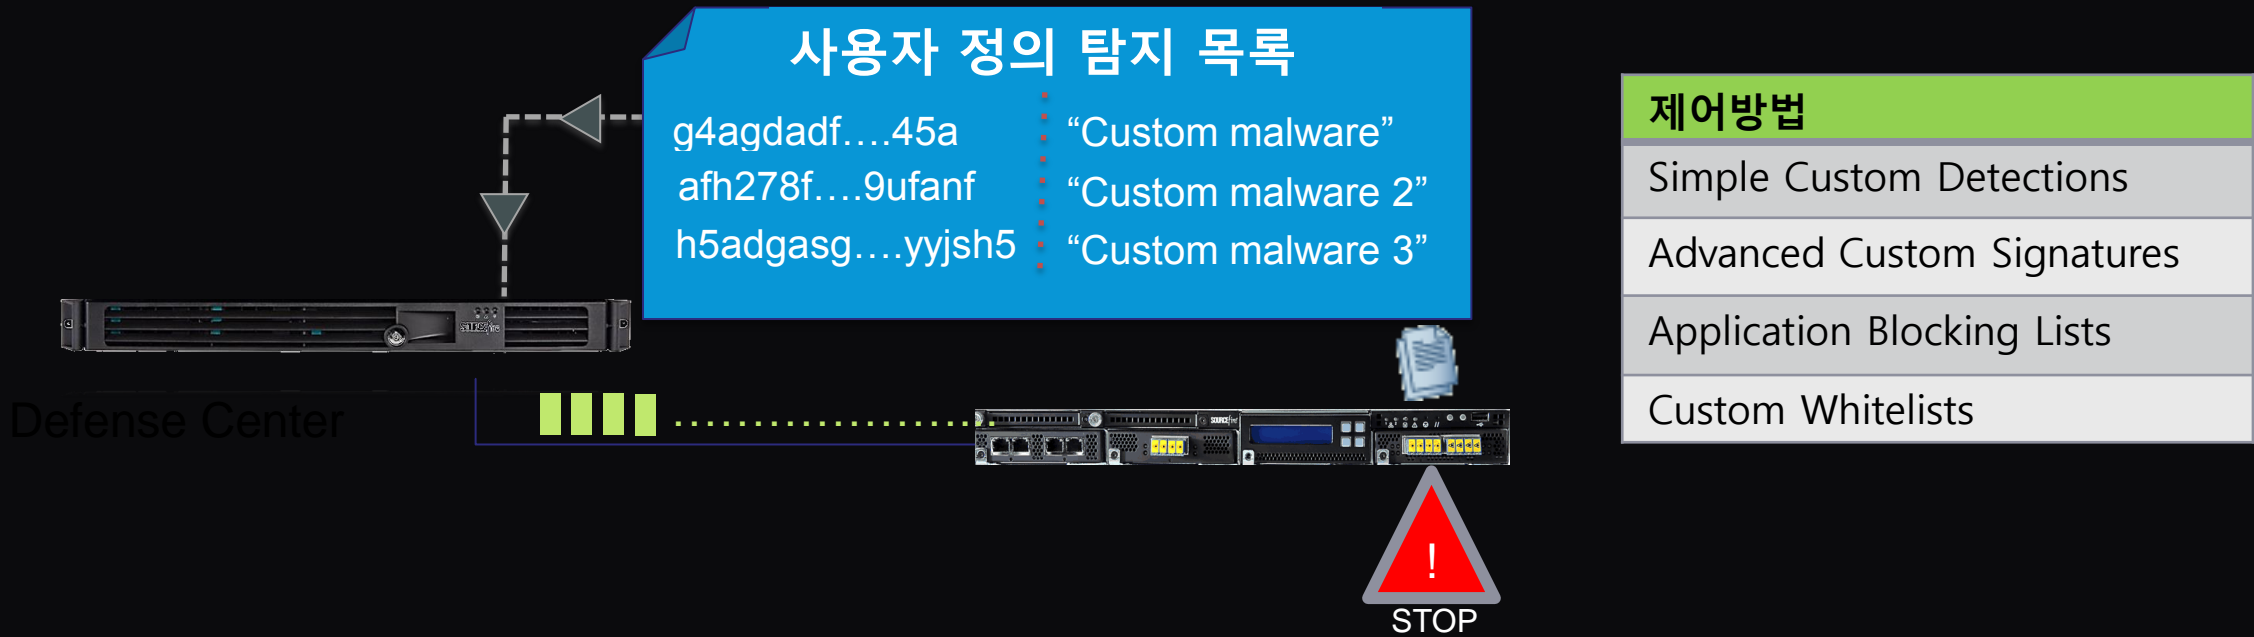 사용자 정의 탐지 목록
g4agdadf....45a “Custom malware”
afh278f....9ufanf “Custom malware 2”
h5adgasg....yyjsh5 “Custom malware 3”
제어방법
Simple Custom Detections
Advanced Custom Signatures
Application Blocking Lists
Custom Whitelists
Defense Center
SOURCEfire
!
STOP